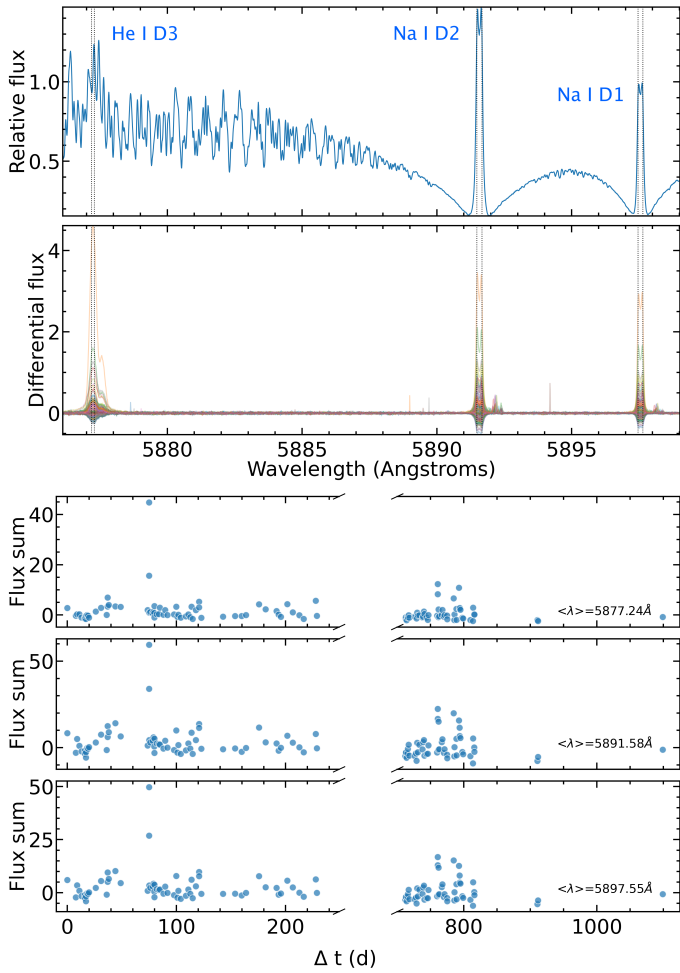 He I D3
Na I D2
Na I D1
Relative flux
1.0
0.5
Differential flux
4
2
0
5880
5885
5890
5895
Wavelength (Angstroms)
Flux sum
40
20
0
<λ>=5877.24Å
Flux sum
50
0
<λ>=5891.58Å
Flux sum
50
25
0
<λ>=5897.55Å
0
100
200
800
1000
Δ t (d)